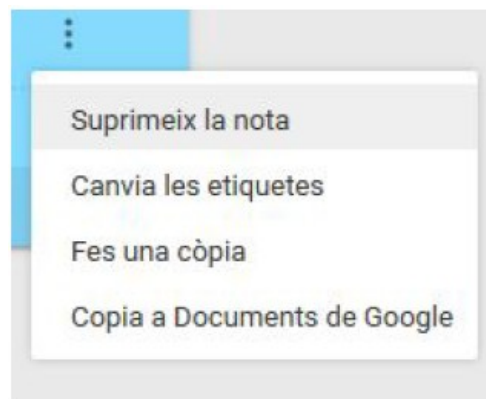 Suprimeix la nota
Canvia les etiquetes
Fes una còpia
Copia a Documents de Google